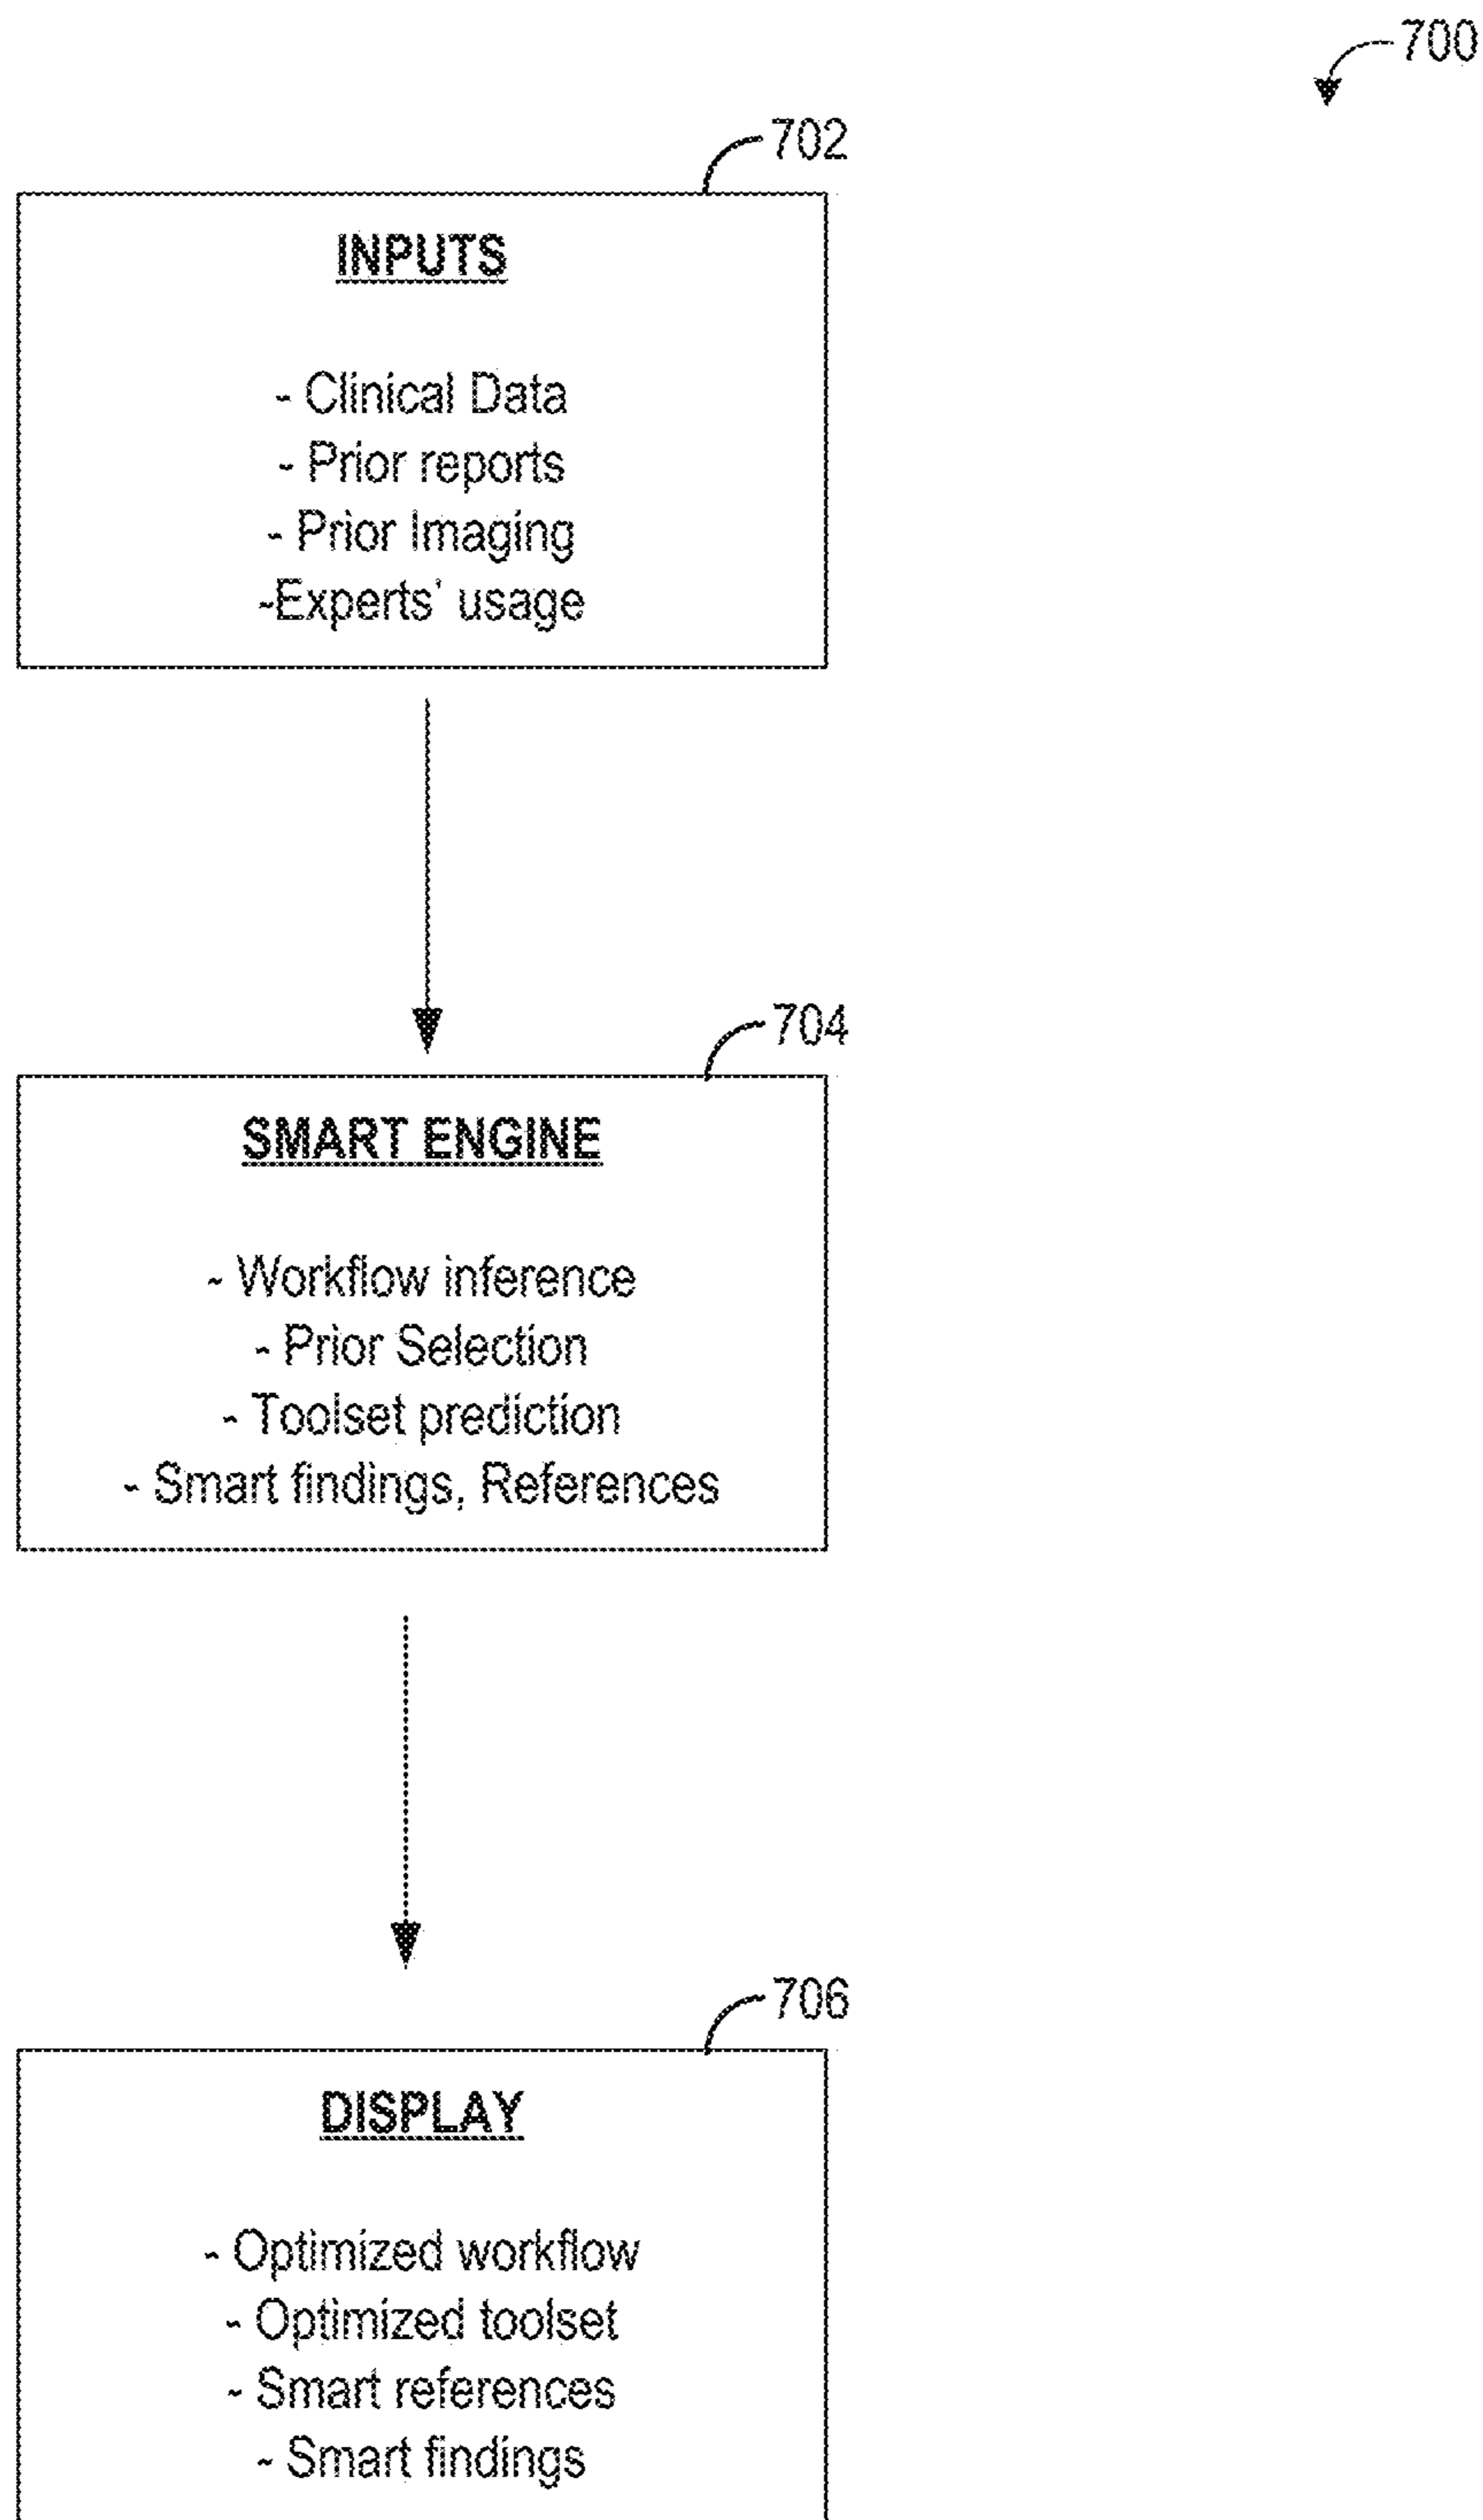 700
702
INPUTS
- Clinical Data
- Prior reports
- Prior Imaging
-Experts' usage
704
SMART ENGINE
- Workflow inference
- Prior Selection
- Toolset prediction
- Smart findings, References
706
DISPLAY
- Optimized workflow
- Optimized toolset
- Smart references
- Smart findings